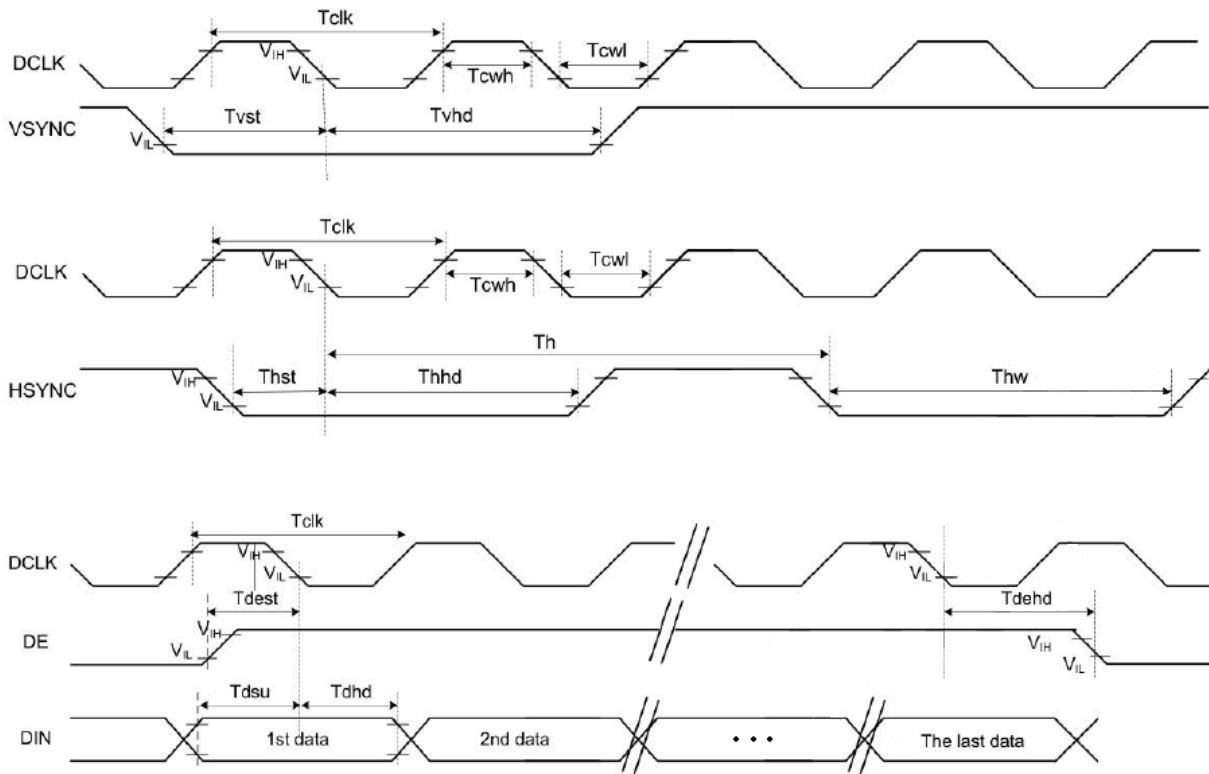 Tclk
DCLK VIH VIL Tcwh Tcwl
VSYNC VIL Tvst Tvhd
Tclk
DCLK VIH VIL Tcwh Tcwl
Th
HSYNC VIH VIL Thst Thhd Thw
Tclk
DCLK VIH VIL VIH VIL
Tdest Tdehd
DE VIH VIL VIH VIL
Tdsu Tdhd
DIN 1st data 2nd data • • • The last data